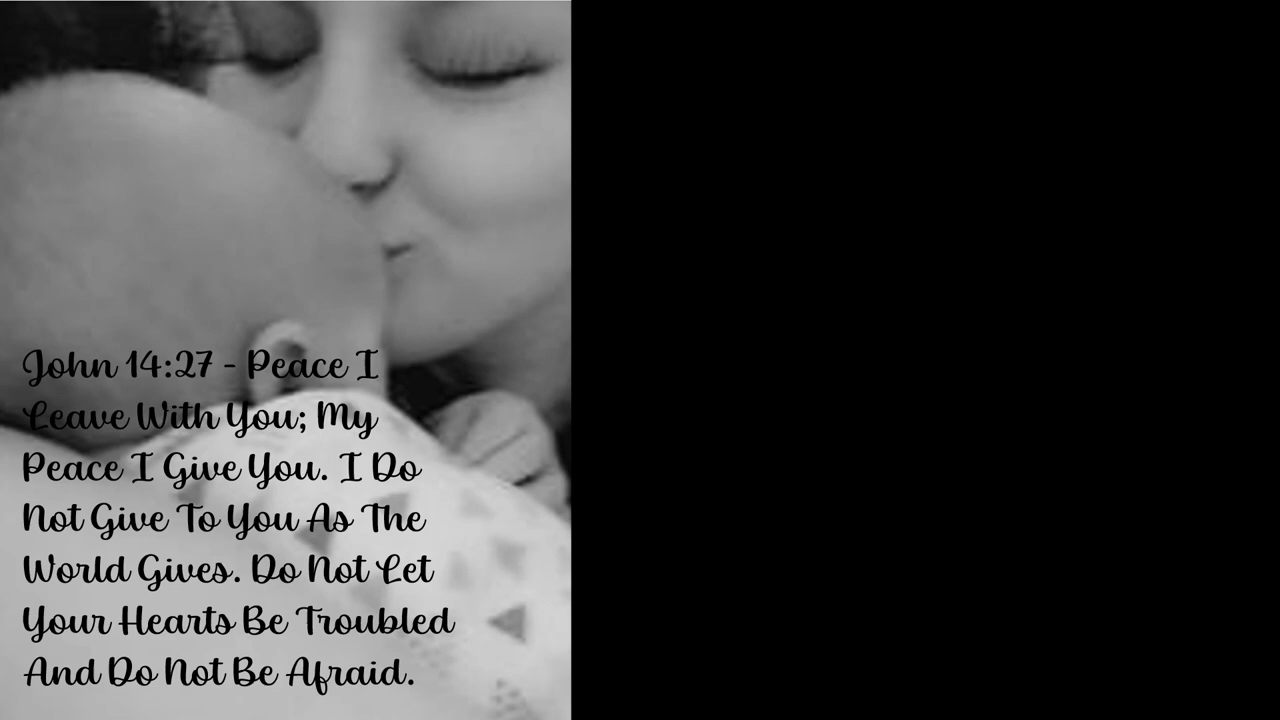 John 14:27 - Peace I
Leave With You; My
Peace I Give You. I Do
Not Give To You As The
World Gives. Do Not Let
Your Hearts Be Troubled
And Do Not Be Afraid.